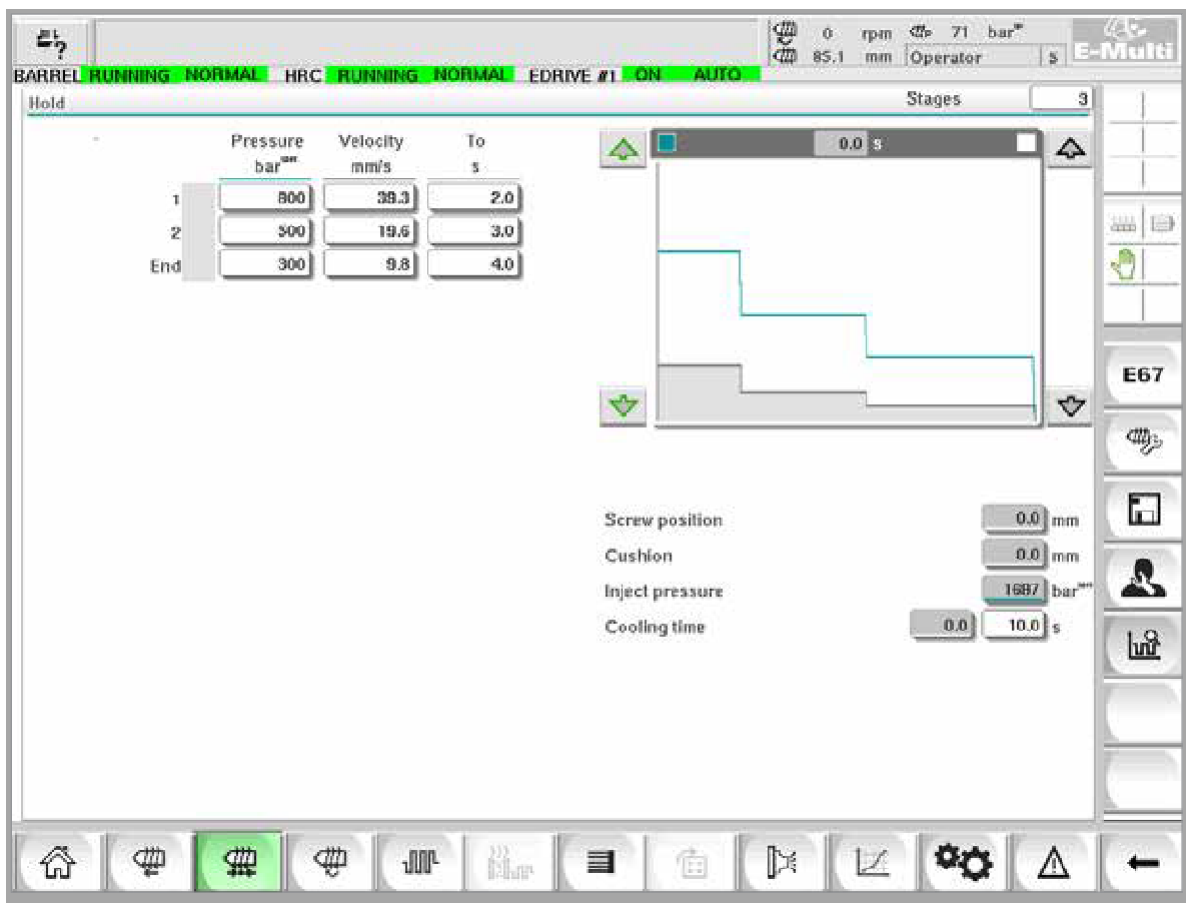 ?
0 rpm 71 bar
E-Multi
85.1 mm Operator 5
BARREL RUNNING NORMAL HRC RUNNING NORMAL EDRIVE #1 ON AUTO
Hold Stages 3
Pressure Velocity To 0.0 s
bar mm/s s
1 800 39.3 2.0
2 500 19.6 3.0
End 300 9.8 4.0
E67
Screw position 0.0 mm
Cushion 0.0 mm
Inject pressure 1687 bar
Cooling time 0.0 10.0 s